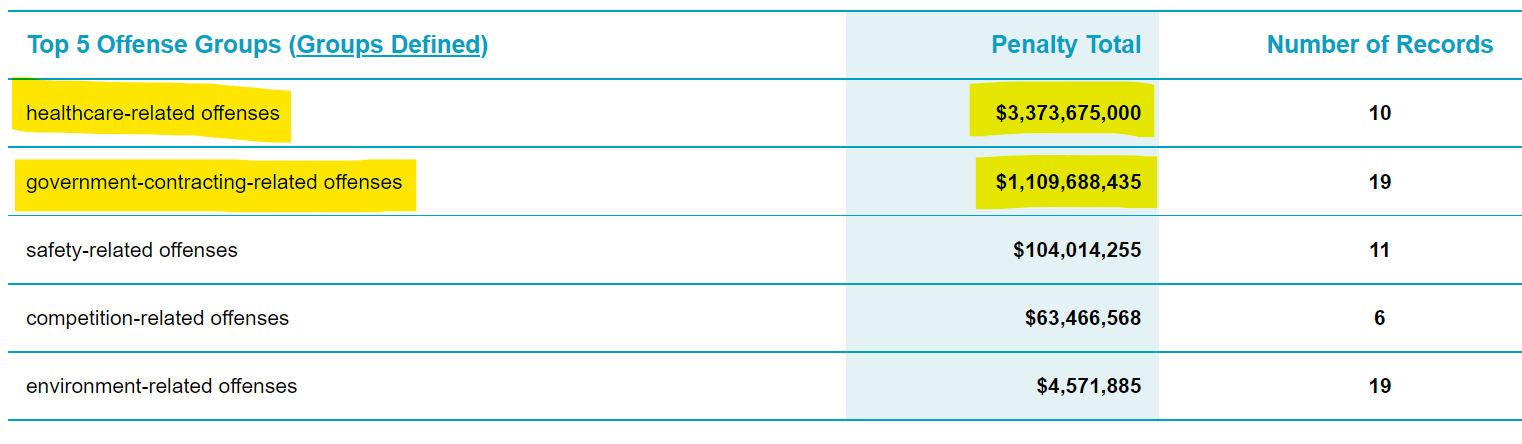 Top 5 Offense Groups (Groups Defined) Penalty Total Number of Records
healthcare-related offenses $3,373,675,000 10
government-contracting-related offenses $1,109,688,435 19
safety-related offenses $104,014,255 11
competition-related offenses $63,466,568 6
environment-related offenses $4,571,885 19